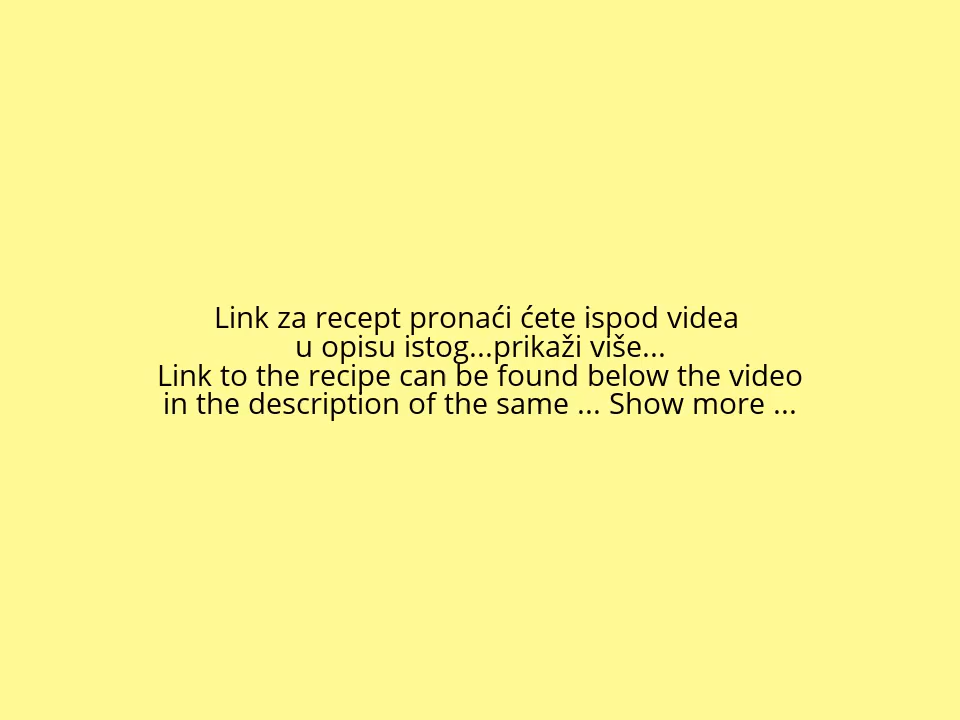 Link za recept pronaći ćete ispod videa
u opisu istog...prikaži više...
Link to the recipe can be found below the video
in the description of the same ... Show more ...